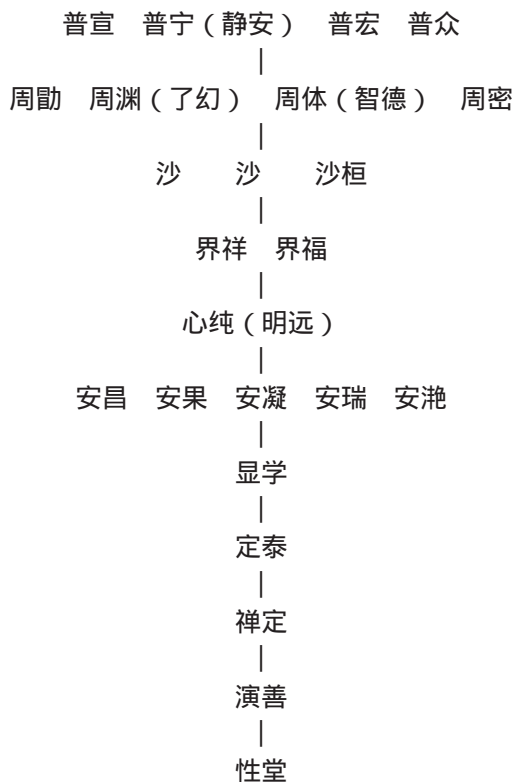 普宣 普宁（静安） 普宏 普众
周勖 周渊（了幻） 周体（智德） 周密
沙 沙 沙桓
界祥 界福
心纯（明远）
安昌 安果 安凝 安瑞 安滟
显学
定泰
禅定
演善
性堂